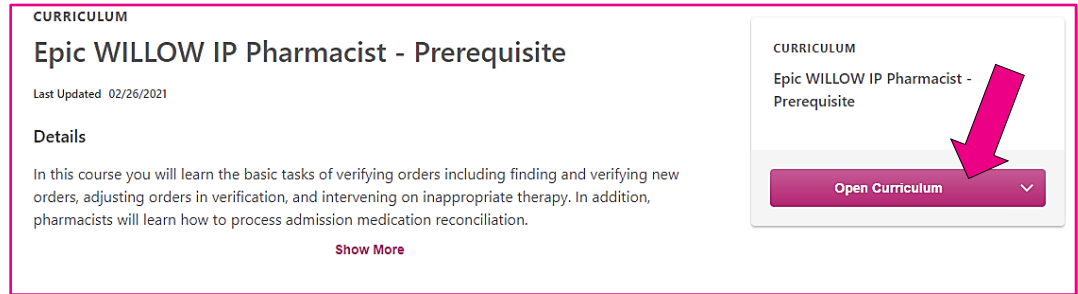 CURRICULUM
Epic WILLOW IP Pharmacist - Prerequisite
Last Updated 02/26/2021
Details
In this course you will learn the basic tasks of verifying orders including finding and verifying new
orders, adjusting orders in verification, and intervening on inappropriate therapy. In addition,
pharmacists will learn how to process admission medication reconciliation.
Show More
CURRICULUM
Epic WILLOW IP Pharmacist -
Prerequisite
Open Curriculum